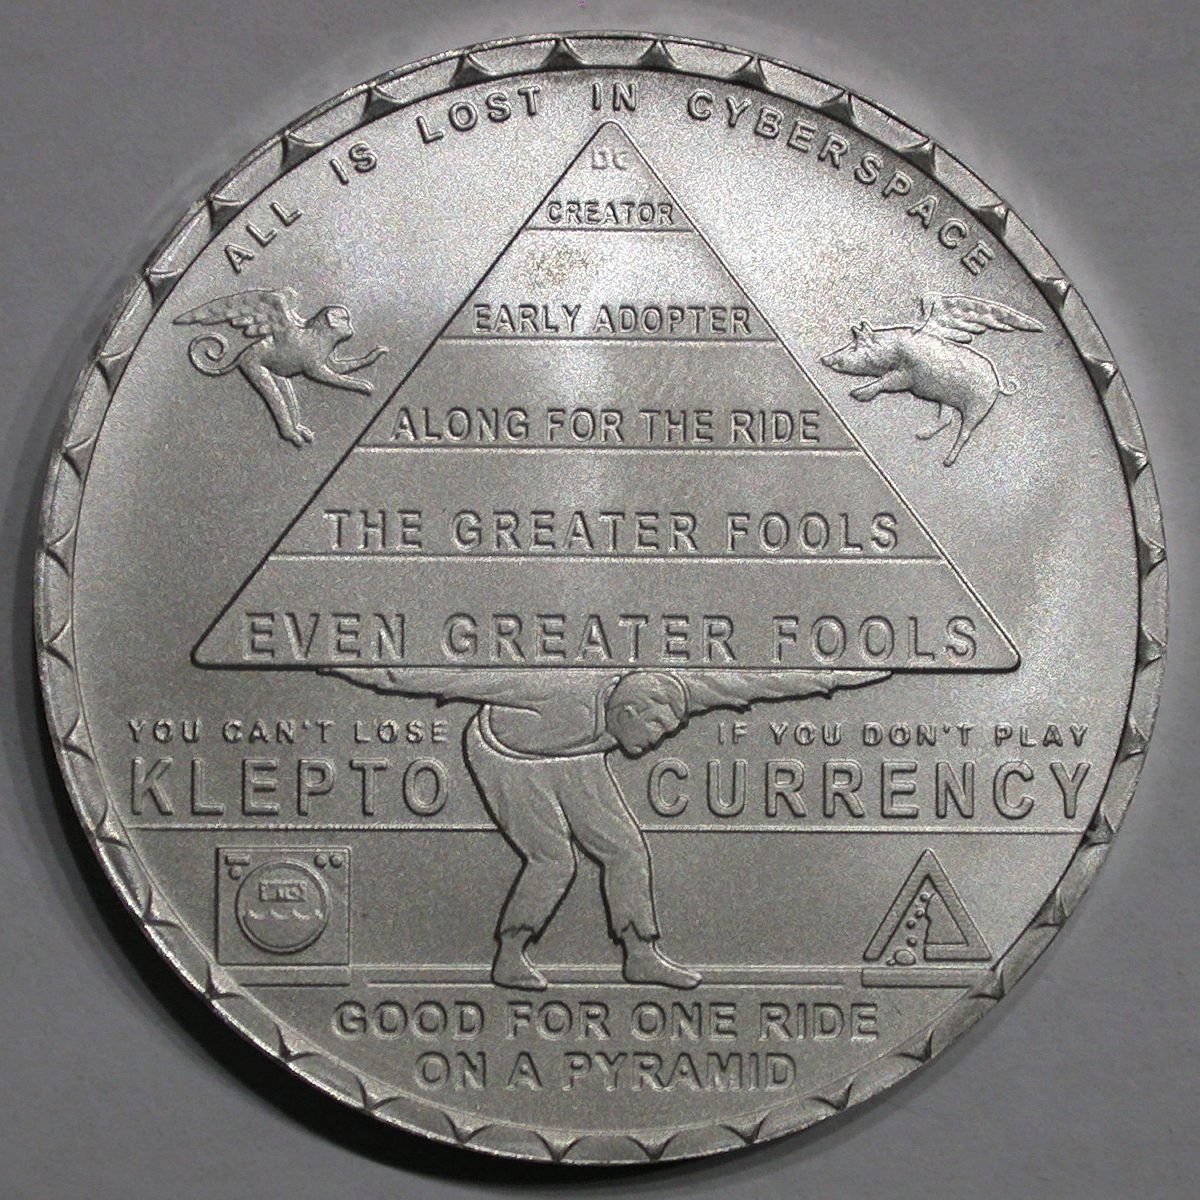 ALL IS LOST IN CYBERSPACE
DC
CREATOR
EARLY ADOPTER
ALONG FOR THE RIDE
THE GREATER FOOLS
EVEN GREATER FOOLS
YOU CAN'T LOSE IF YOU DON'T PLAY
KLEPTO CURRENCY
GOOD FOR ONE RIDE
ON A PYRAMID